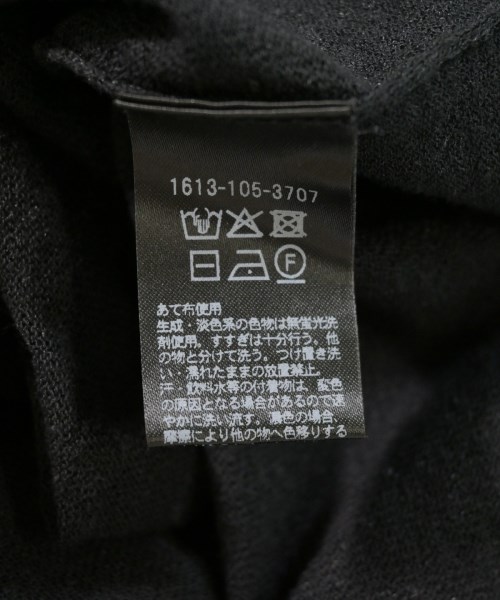 1613-105-3707
F
あて布使用
生成・淡色系の色物は無蛍光洗
剤使用。すすぎは十分行う。他
の物と分けて洗う。つけ置き洗
い・濡れたままの放置禁止。
汗・飲料水等の付着物は、変色
の原因となる場合があるので速
やかに洗い流す。濃色の場合、
摩擦により他の物へ色移りする